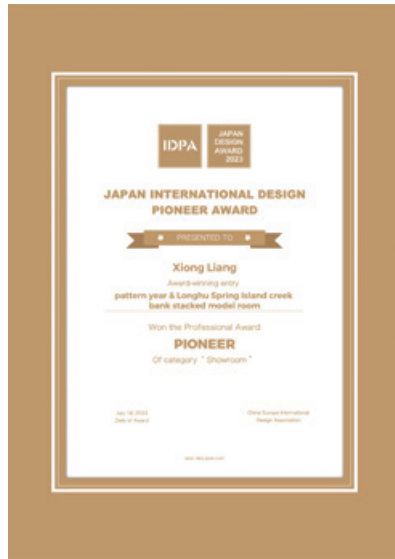 IDPA
JAPAN
DESIGN
AWARD
2023
JAPAN INTERNATIONAL DESIGN
PIONEER AWARD
PRESENTED TO
Xiong Liang
Award-winning entry
pattern year & Longhu Spring Island creek
bank stacked model room
Won the Professional Award
PIONEER
Of category " Showroom "
Date of Award
China Europe International
Design Association